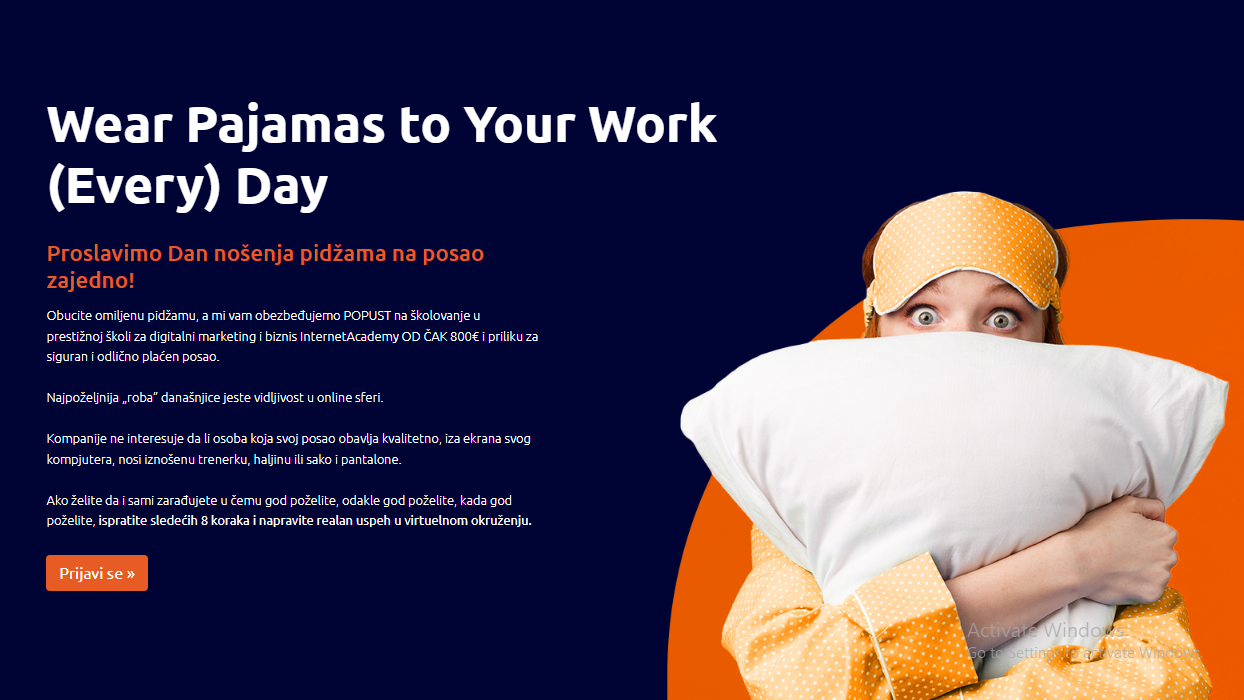 Wear Pajamas to Your Work
(Every) Day
Proslavimo Dan nošenja pidžama na posao
zajedno!
Obucite omiljenu pidžamu, a mi vam obezbeđujemo POPUST na školovanje u
prestižnoj školi za digitalni marketing i biznis InternetAcademy OD ČAK 800€ i priliku za
siguran i odlično plaćen posao.
Najpoželjnija „roba” današnjice jeste vidljivost u online sferi.
Kompanije ne interesuje da li osoba koja svoj posao obavlja kvalitetno, iza ekrana svog
kompjutera, nosi iznošenu trenerku, haljinu ili sako i pantalone.
Ako želite da i sami zarađujete u čemu god poželite, odakle god poželite, kada god
poželite, ispratite sledećih 8 koraka i napravite realan uspeh u virtuelnom okruženju.
Prijavi se »
Activate Windows
Go to Settings to activate Windows.